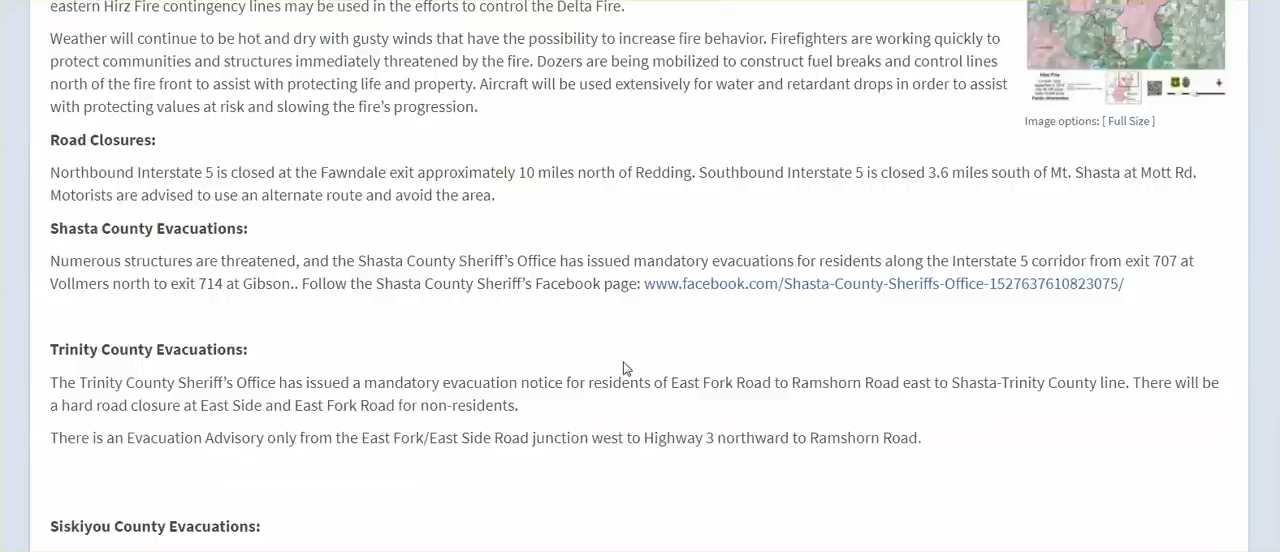 eastern Hirz Fire contingency lines may be used in the efforts to control the Delta Fire.
Weather will continue to be hot and dry with gusty winds that have the possibility to increase fire behavior. Firefighters are working quickly to
protect communities and structures immediately threatened by the fire. Dozers are being mobilized to construct fuel breaks and control lines
north of the fire front to assist with protecting life and property. Aircraft will be used extensively for water and retardant drops in order to assist
with protecting values at risk and slowing the fire’s progression.
Hirz Fire
Image options: [ Full Size ]
Road Closures:
Northbound Interstate 5 is closed at the Fawndale exit approximately 10 miles north of Redding. Southbound Interstate 5 is closed 3.6 miles south of Mt. Shasta at Mott Rd.
Motorists are advised to use an alternate route and avoid the area.
Shasta County Evacuations:
Numerous structures are threatened, and the Shasta County Sheriff’s Office has issued mandatory evacuations for residents along the Interstate 5 corridor from exit 707 at
Vollmers north to exit 714 at Gibson.. Follow the Shasta County Sheriff’s Facebook page: www.facebook.com/Shasta-County-Sheriffs-Office-1527637610823075/
Trinity County Evacuations:
The Trinity County Sheriff’s Office has issued a mandatory evacuation notice for residents of East Fork Road to Ramshorn Road east to Shasta-Trinity County line. There will be
a hard road closure at East Side and East Fork Road for non-residents.
There is an Evacuation Advisory only from the East Fork/East Side Road junction west to Highway 3 northward to Ramshorn Road.
Siskiyou County Evacuations: